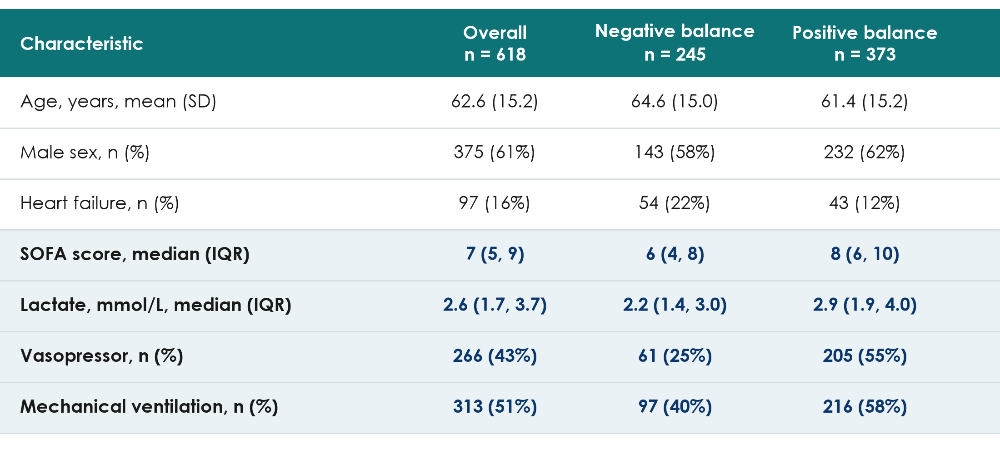 Characteristic Overall n = 618 Negative balance n = 245 Positive balance n = 373
Age, years, mean (SD) 62.6 (15.2) 64.6 (15.0) 61.4 (15.2)
Male sex, n (%) 375 (61%) 143 (58%) 232 (62%)
Heart failure, n (%) 97 (16%) 54 (22%) 43 (12%)
SOFA score, median (IQR) 7 (5, 9) 6 (4, 8) 8 (6, 10)
Lactate, mmol/L, median (IQR) 2.6 (1.7, 3.7) 2.2 (1.4, 3.0) 2.9 (1.9, 4.0)
Vasopressor, n (%) 266 (43%) 61 (25%) 205 (55%)
Mechanical ventilation, n (%) 313 (51%) 97 (40%) 216 (58%)